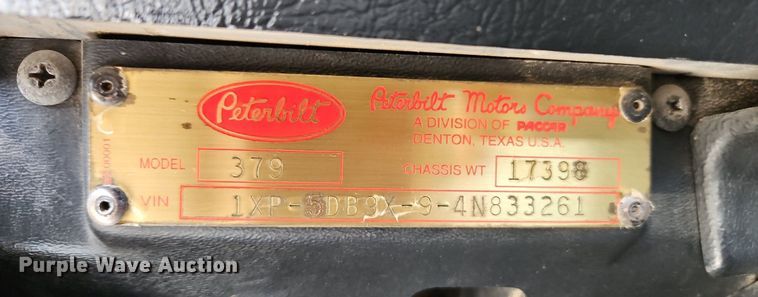 Peterbilt
Peterbilt Motors Company
A DIVISION OF PACCAR
DENTON, TEXAS U.S.A.
MODEL 379 CHASSIS WT 17398
VIN 1XP-5DB9X-9-4N833261
Purple Wave Auction